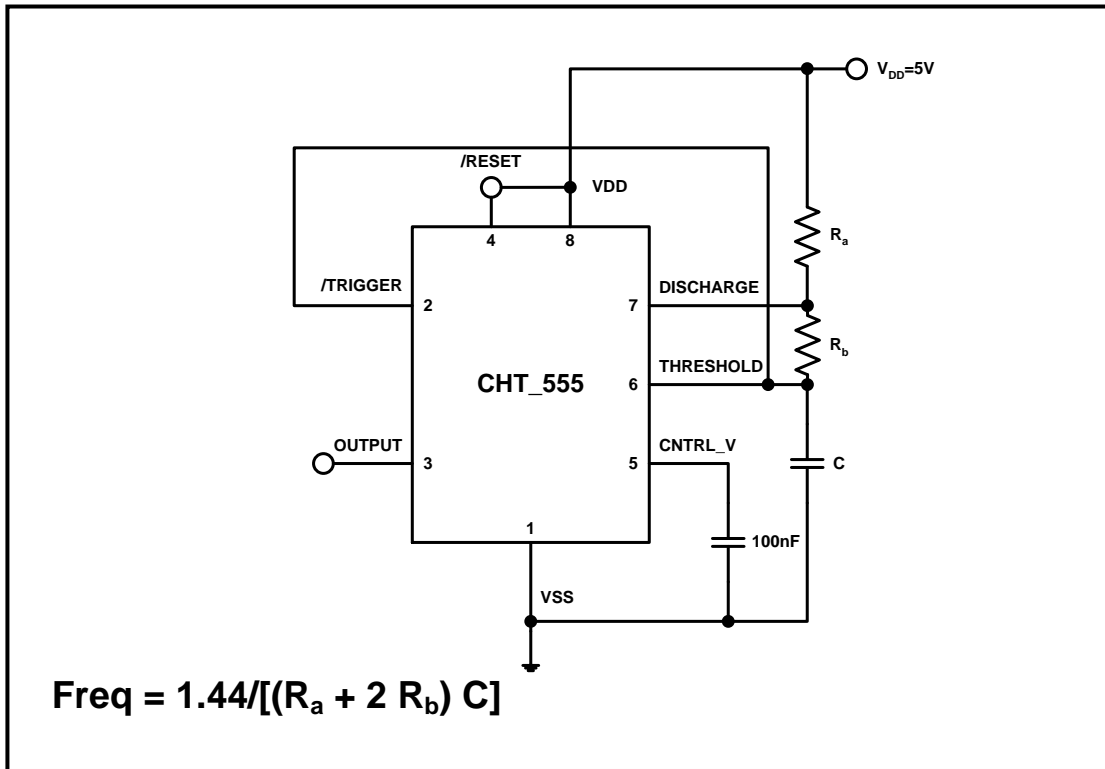 V_DD=5V
/RESET
VDD
4
8
R_a
/TRIGGER
2
DISCHARGE
7
R_b
THRESHOLD
6
CHT_555
OUTPUT
3
CNTRL_V
5
C
1
100nF
VSS
Freq = 1.44/[(R_a + 2 R_b) C]